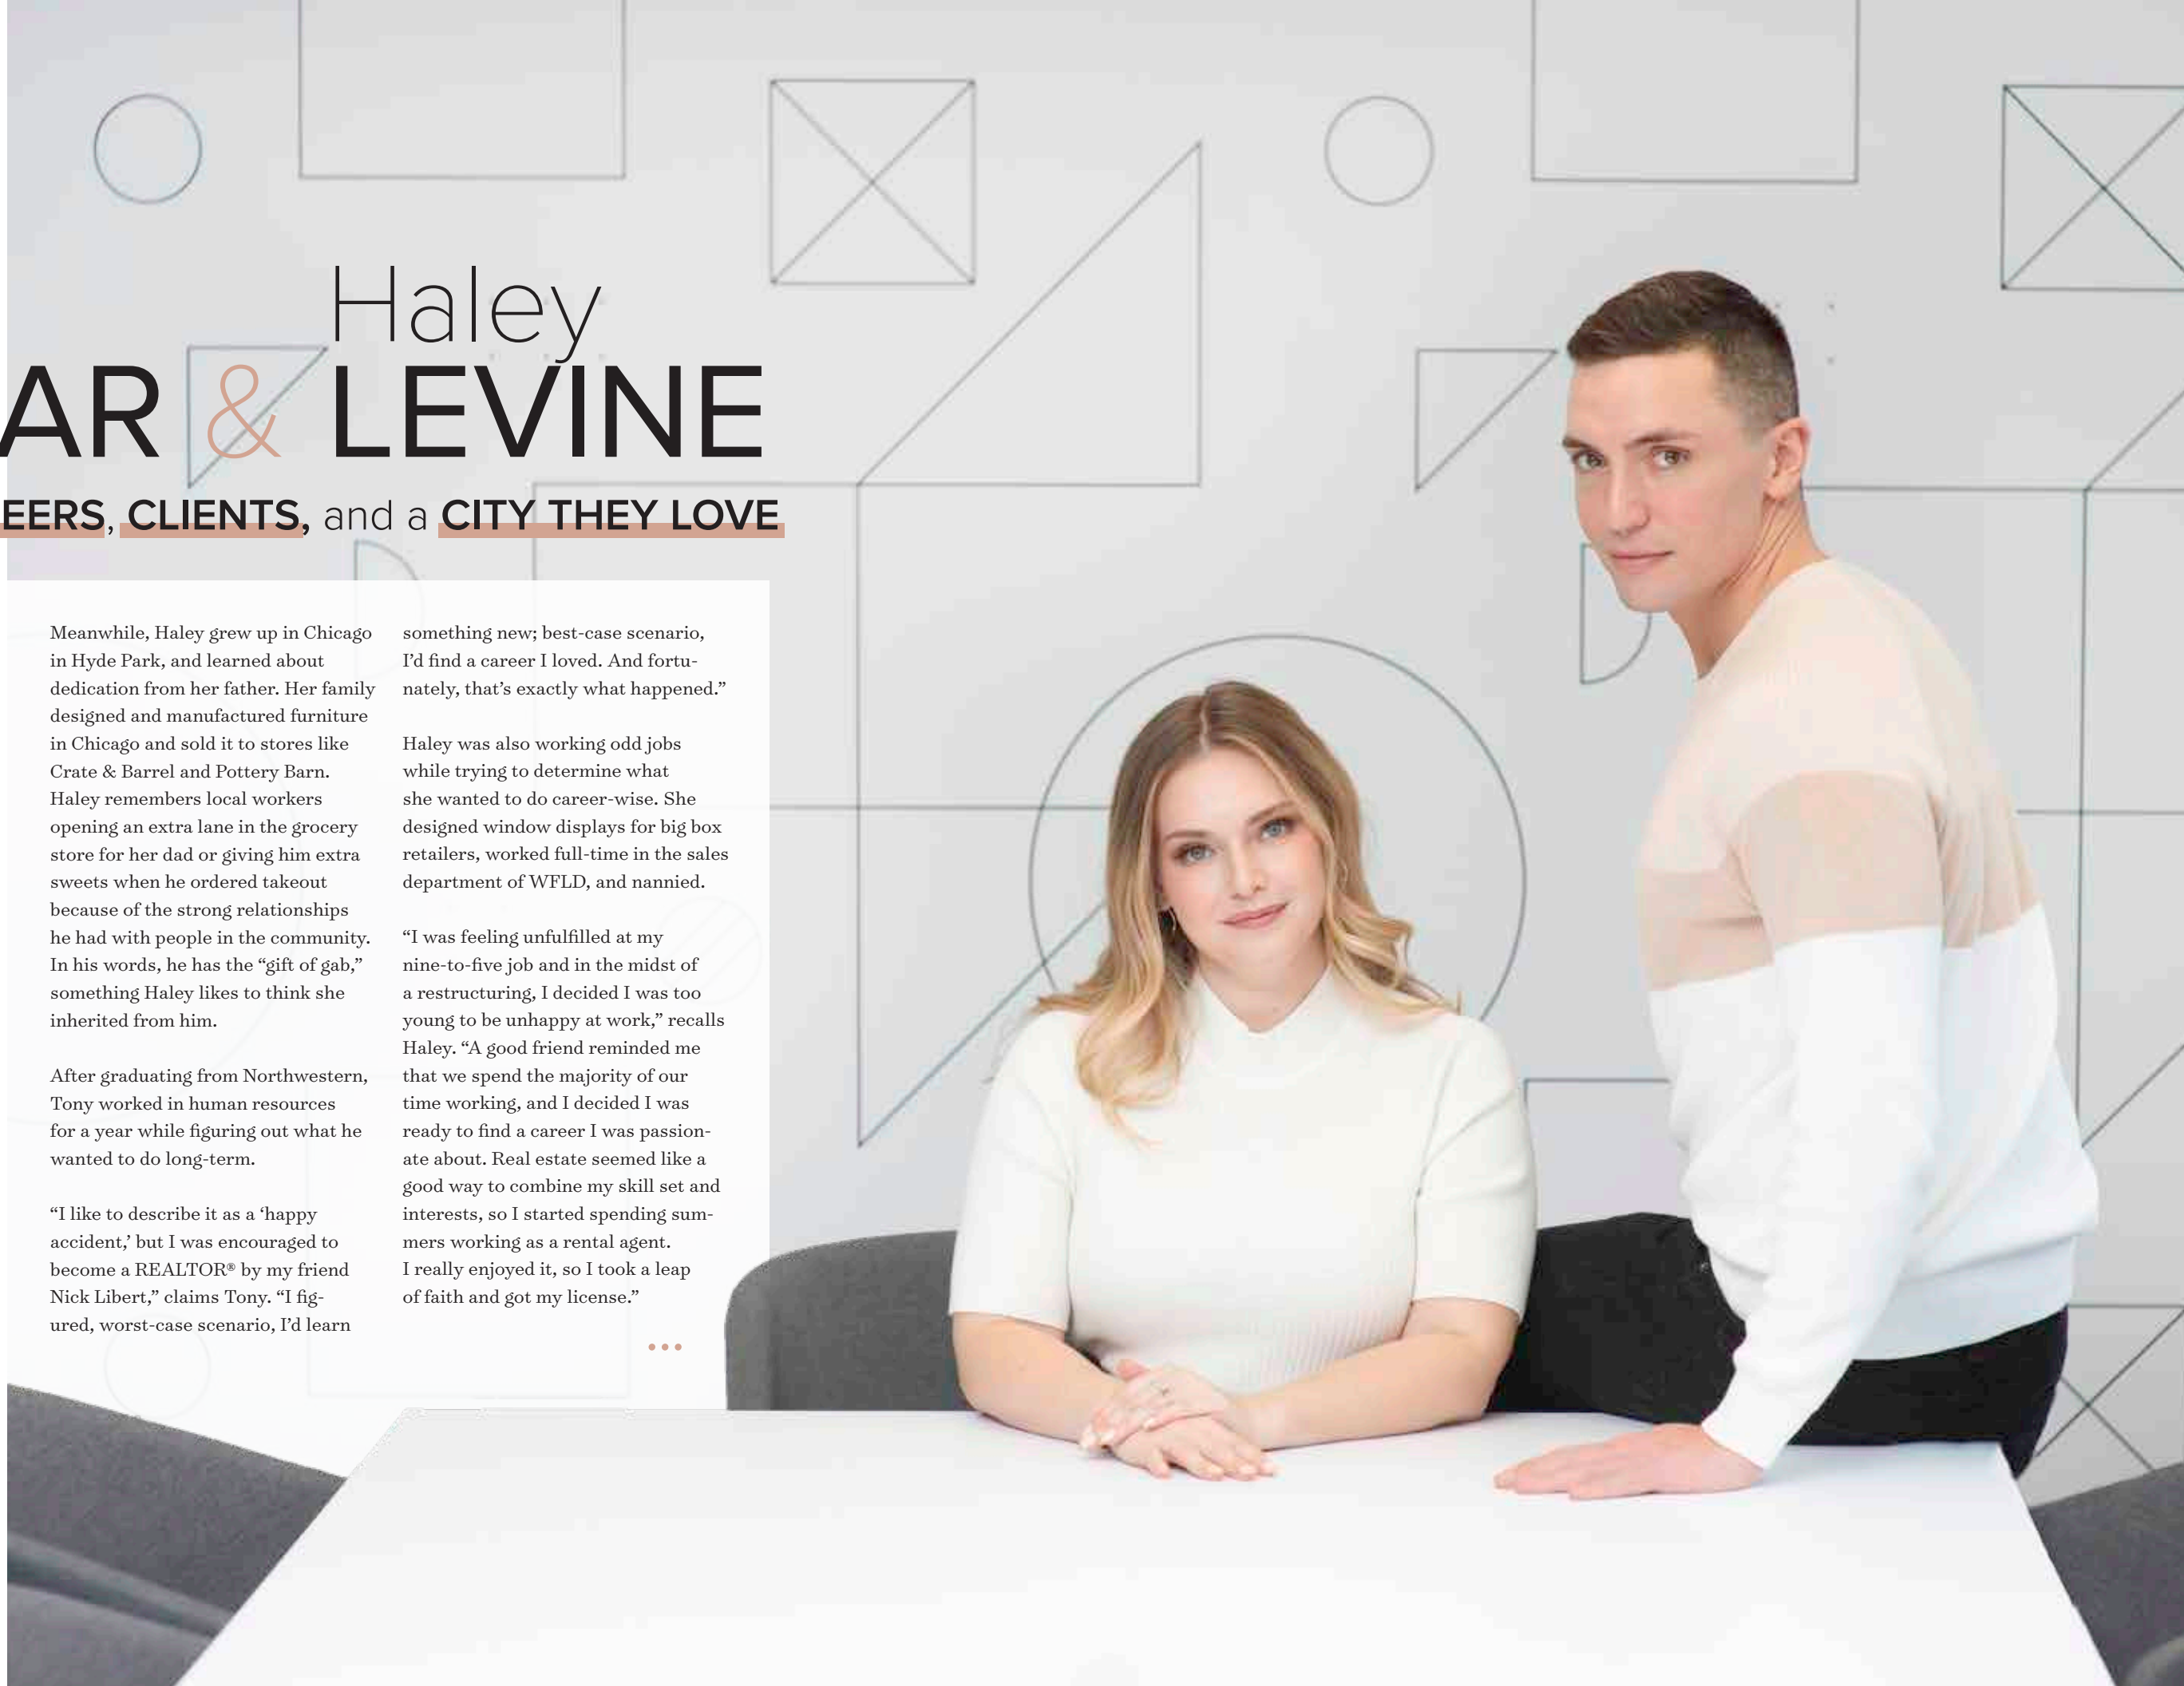 Haley
AR & LEVINE
EERS, CLIENTS, and a CITY THEY LOVE
Meanwhile, Haley grew up in Chicago
in Hyde Park, and learned about
dedication from her father. Her family
designed and manufactured furniture
in Chicago and sold it to stores like
Crate & Barrel and Pottery Barn.
Haley remembers local workers
opening an extra lane in the grocery
store for her dad or giving him extra
sweets when he ordered takeout
because of the strong relationships
he had with people in the community.
In his words, he has the “gift of gab,”
something Haley likes to think she
inherited from him.
After graduating from Northwestern,
Tony worked in human resources
for a year while figuring out what he
wanted to do long-term.
“I like to describe it as a ‘happy
accident,’ but I was encouraged to
become a REALTOR® by my friend
Nick Libert,” claims Tony. “I fig-
ured, worst-case scenario, I’d learn
something new; best-case scenario,
I’d find a career I loved. And fortu-
nately, that’s exactly what happened.”
Haley was also working odd jobs
while trying to determine what
she wanted to do career-wise. She
designed window displays for big box
retailers, worked full-time in the sales
department of WFLD, and nannied.
“I was feeling unfulfilled at my
nine-to-five job and in the midst of
a restructuring, I decided I was too
young to be unhappy at work,” recalls
Haley. “A good friend reminded me
that we spend the majority of our
time working, and I decided I was
ready to find a career I was passion-
ate about. Real estate seemed like a
good way to combine my skill set and
interests, so I started spending sum-
mers working as a rental agent.
I really enjoyed it, so I took a leap
of faith and got my license.”
•••